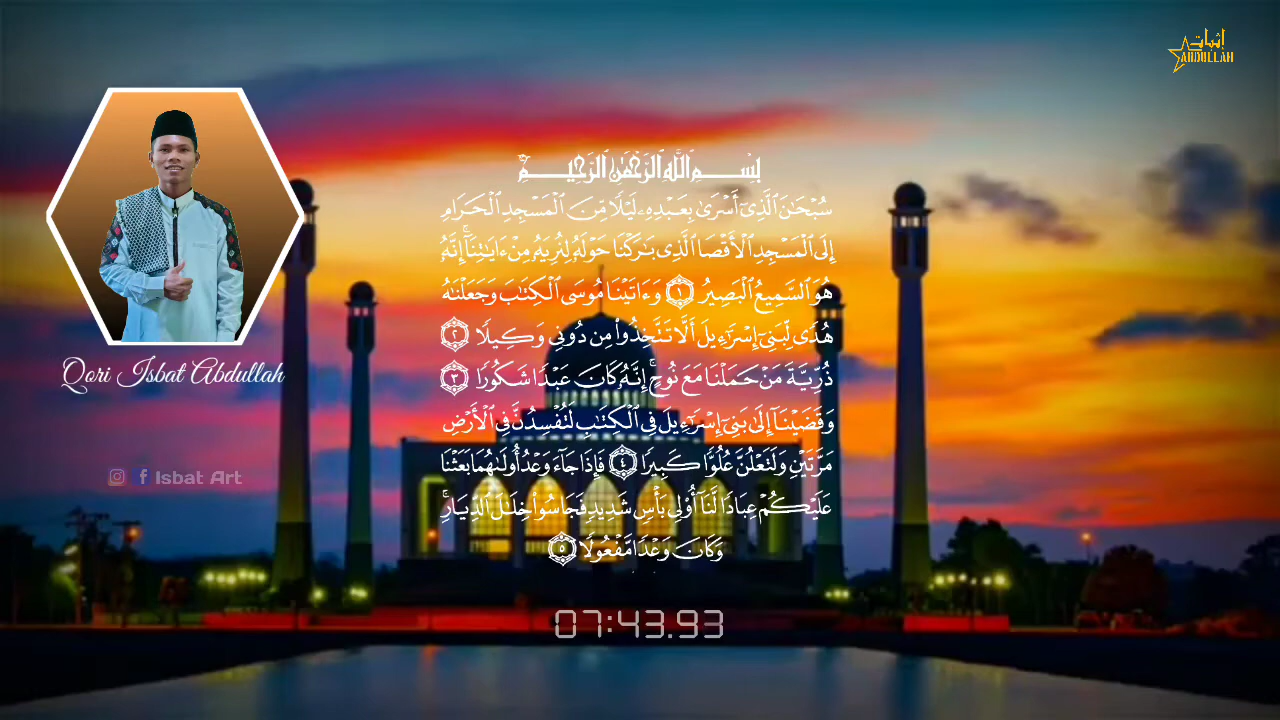 إثبات
ABDULLAH
بِسْمِ ٱللَّهِ ٱلرَّحْمَٰنِ ٱلرَّحِيمِ
سُبْحَٰنَ ٱلَّذِىٓ أَسْرَىٰ بِعَبْدِهِۦ لَيْلًا مِّنَ ٱلْمَسْجِدِ ٱلْحَرَامِ
إِلَى ٱلْمَسْجِدِ ٱلْأَقْصَا ٱلَّذِى بَٰرَكْنَا حَوْلَهُۥ لِنُرِيَهُۥ مِنْ ءَايَٰتِنَآ ۚ إِنَّهُۥ
هُوَ ٱلسَّمِيعُ ٱلْبَصِيرُ ١ وَءَاتَيْنَا مُوسَى ٱلْكِتَٰبَ وَجَعَلْنَٰهُ
هُدًى لِّبَنِىٓ إِسْرَٰٓءِيلَ أَلَّا تَتَّخِذُوا۟ مِن دُونِى وَكِيلًا ٢
ذُرِّيَّةَ مَنْ حَمَلْنَا مَعَ نُوحٍ ۚ إِنَّهُۥ كَانَ عَبْدًا شَكُورًا ٣
وَقَضَيْنَآ إِلَىٰ بَنِىٓ إِسْرَٰٓءِيلَ فِى ٱلْكِتَٰبِ لَتُفْسِدُنَّ فِى ٱلْأَرْضِ
مَرَّتَيْنِ وَلَتَعْلُنَّ عُلُوًّا كَبِيرًا ٤ فَإِذَا جَآءَ وَعْدُ أُولَىٰهُمَا بَعَثْنَا
عَلَيْكُمْ عِبَادًا لَّنَآ أُو۟لِى بَأْسٍ شَدِيدٍ فَجَاسُوا۟ خِلَٰلَ ٱلدِّيَارِ ۚ
وَكَانَ وَعْدًا مَّفْعُولًا ٥
Qori Isbat Abdullah
Isbat Art
07:43.93